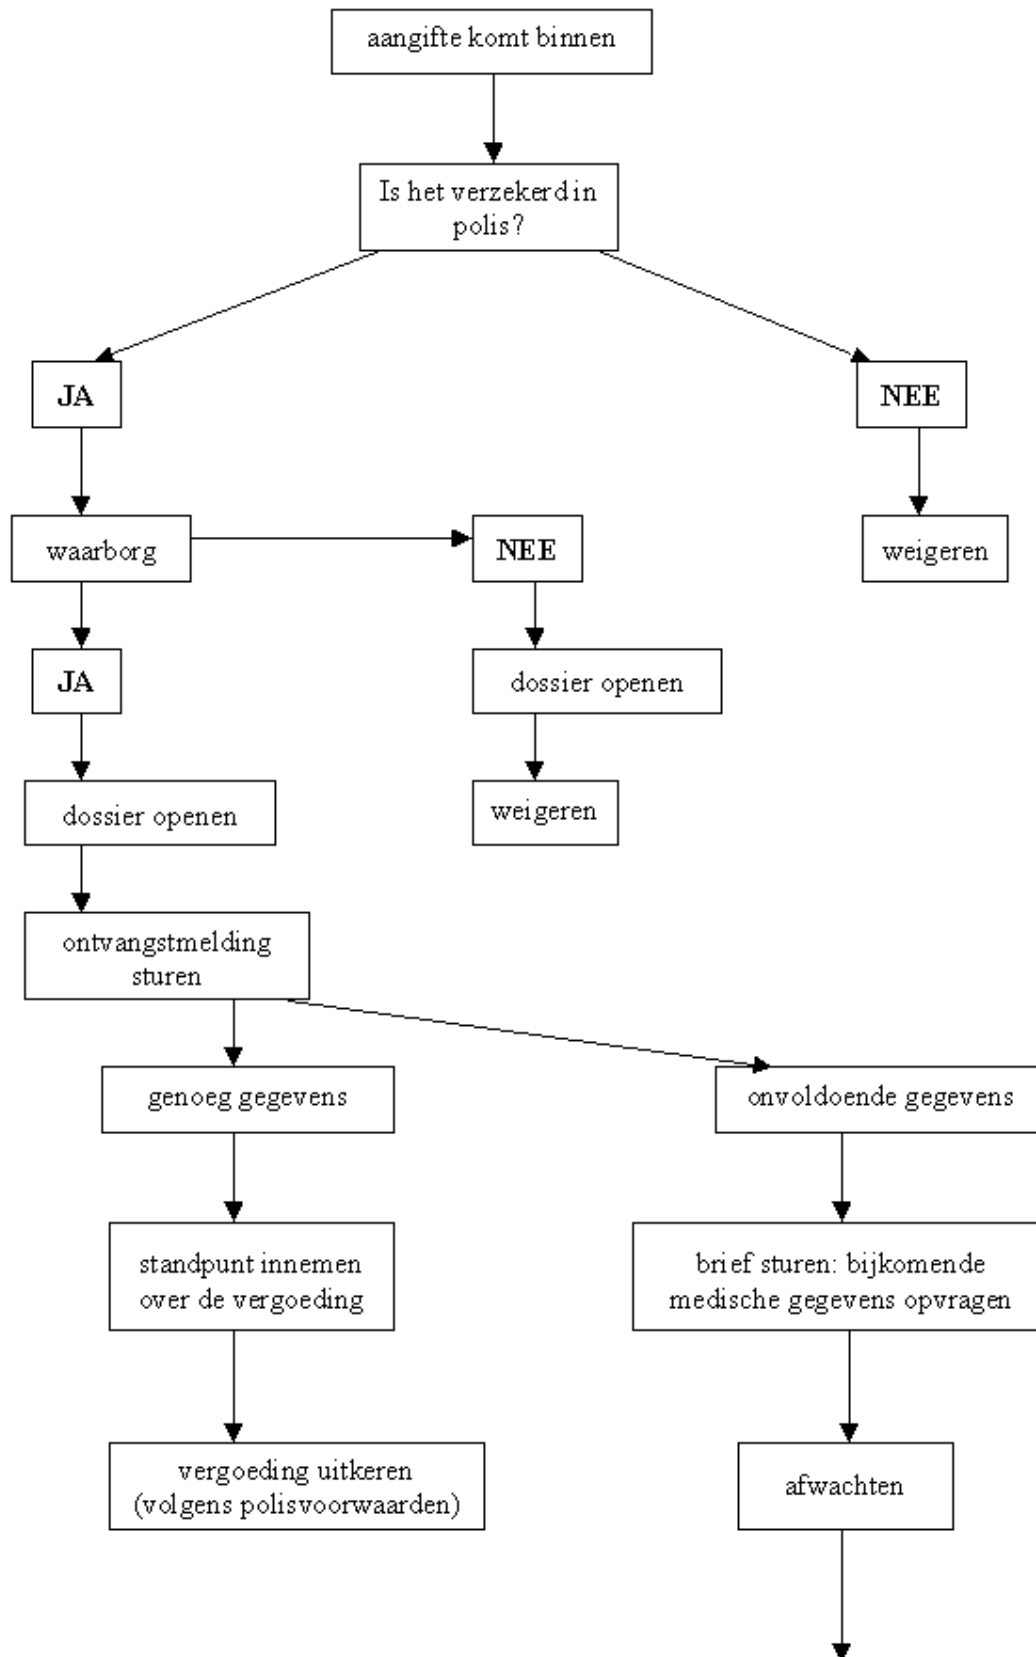 aangifte komt binnen
Is het verzekerd in
polis?
JA
NEE
waarborg
NEE
weigeren
JA
dossier openen
dossier openen
weigeren
ontvangstmelding
sturen
genoeg gegevens
onvoldoende gegevens
standpunt innemen
over de vergoeding
brief sturen: bijkomende
medische gegevens opvragen
vergoeding uitkeren
(volgens polisvoorwaarden)
afwachten